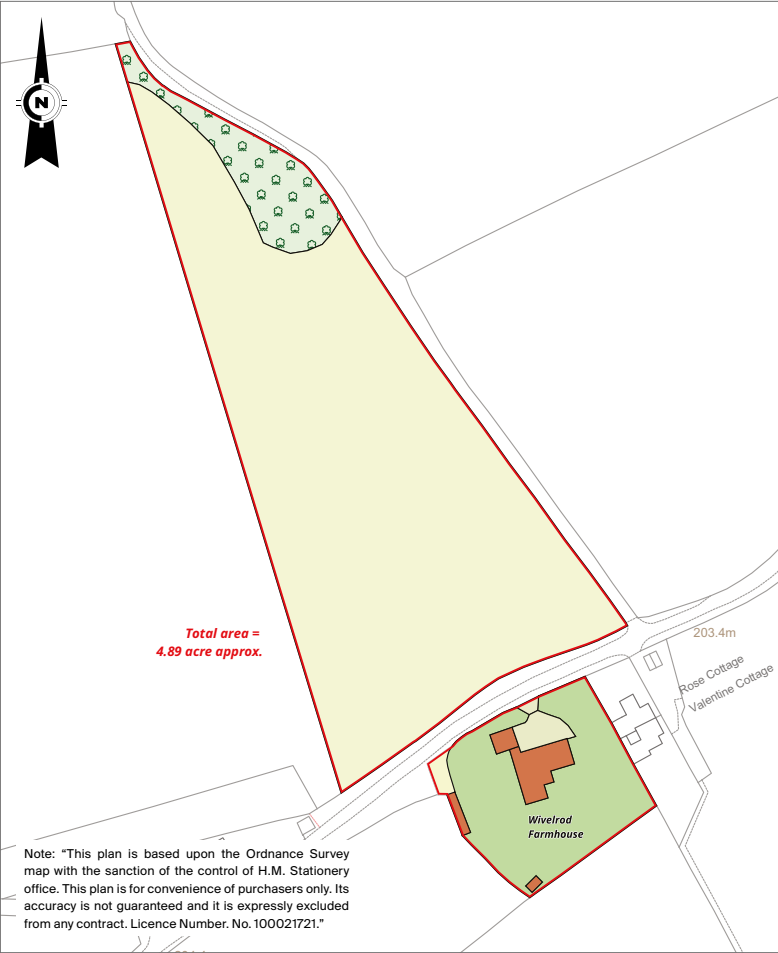 N
Total area =
4.89 acre approx.
203.4m
Rose Cottage
Valentine Cottage
Wivelrod
Farmhouse
Note: “This plan is based upon the Ordnance Survey
map with the sanction of the control of H.M. Stationery
office. This plan is for convenience of purchasers only. Its
accuracy is not guaranteed and it is expressly excluded
from any contract. Licence Number. No. 100021721.”